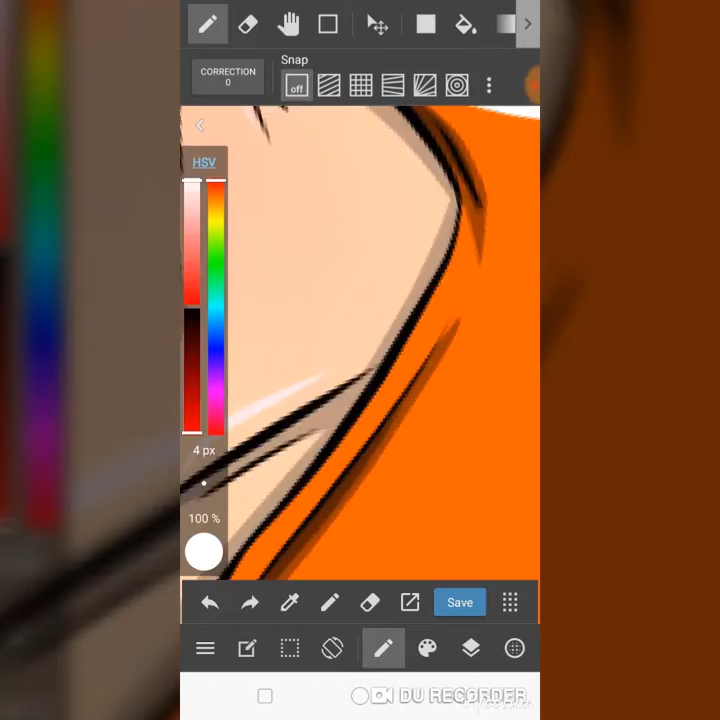 Snap
CORRECTION
0
off
HSV
4 px
100 %
Save
DU RECORDER